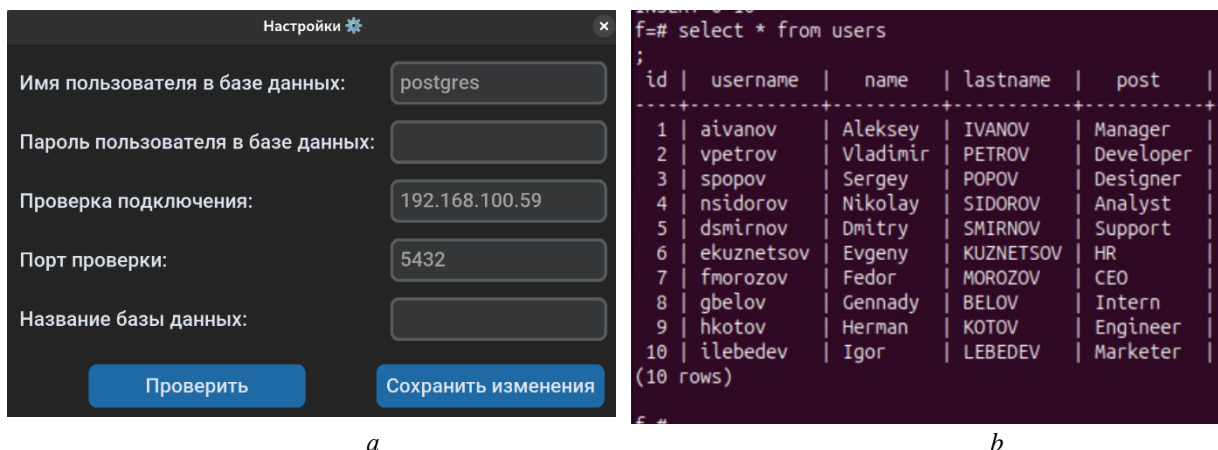 Настройки ⚙
Имя пользователя в базе данных: postgres
Пароль пользователя в базе данных:
Проверка подключения: 192.168.100.59
Порт проверки: 5432
Название базы данных:
Проверить Сохранить изменения
a
f=# select * from users
;
id | username | name | lastname | post |
----+------------+----------+-----------+-----------+
1 | aivanov | Aleksey | IVANOV | Manager |
2 | vpetrov | Vladimir | PETROV | Developer |
3 | spopov | Sergey | POPOV | Designer |
4 | nsidorov | Nikolay | SIDOROV | Analyst |
5 | dsmirnov | Dmitry | SMIRNOV | Support |
6 | ekuznetsov | Evgeny | KUZNETSOV | HR |
7 | fmorozov | Fedor | MOROZOV | CEO |
8 | gbelov | Gennady | BELOV | Intern |
9 | hkotov | Herman | KOTOV | Engineer |
10 | ilebedev | Igor | LEBEDEV | Marketer |
(10 rows)
b